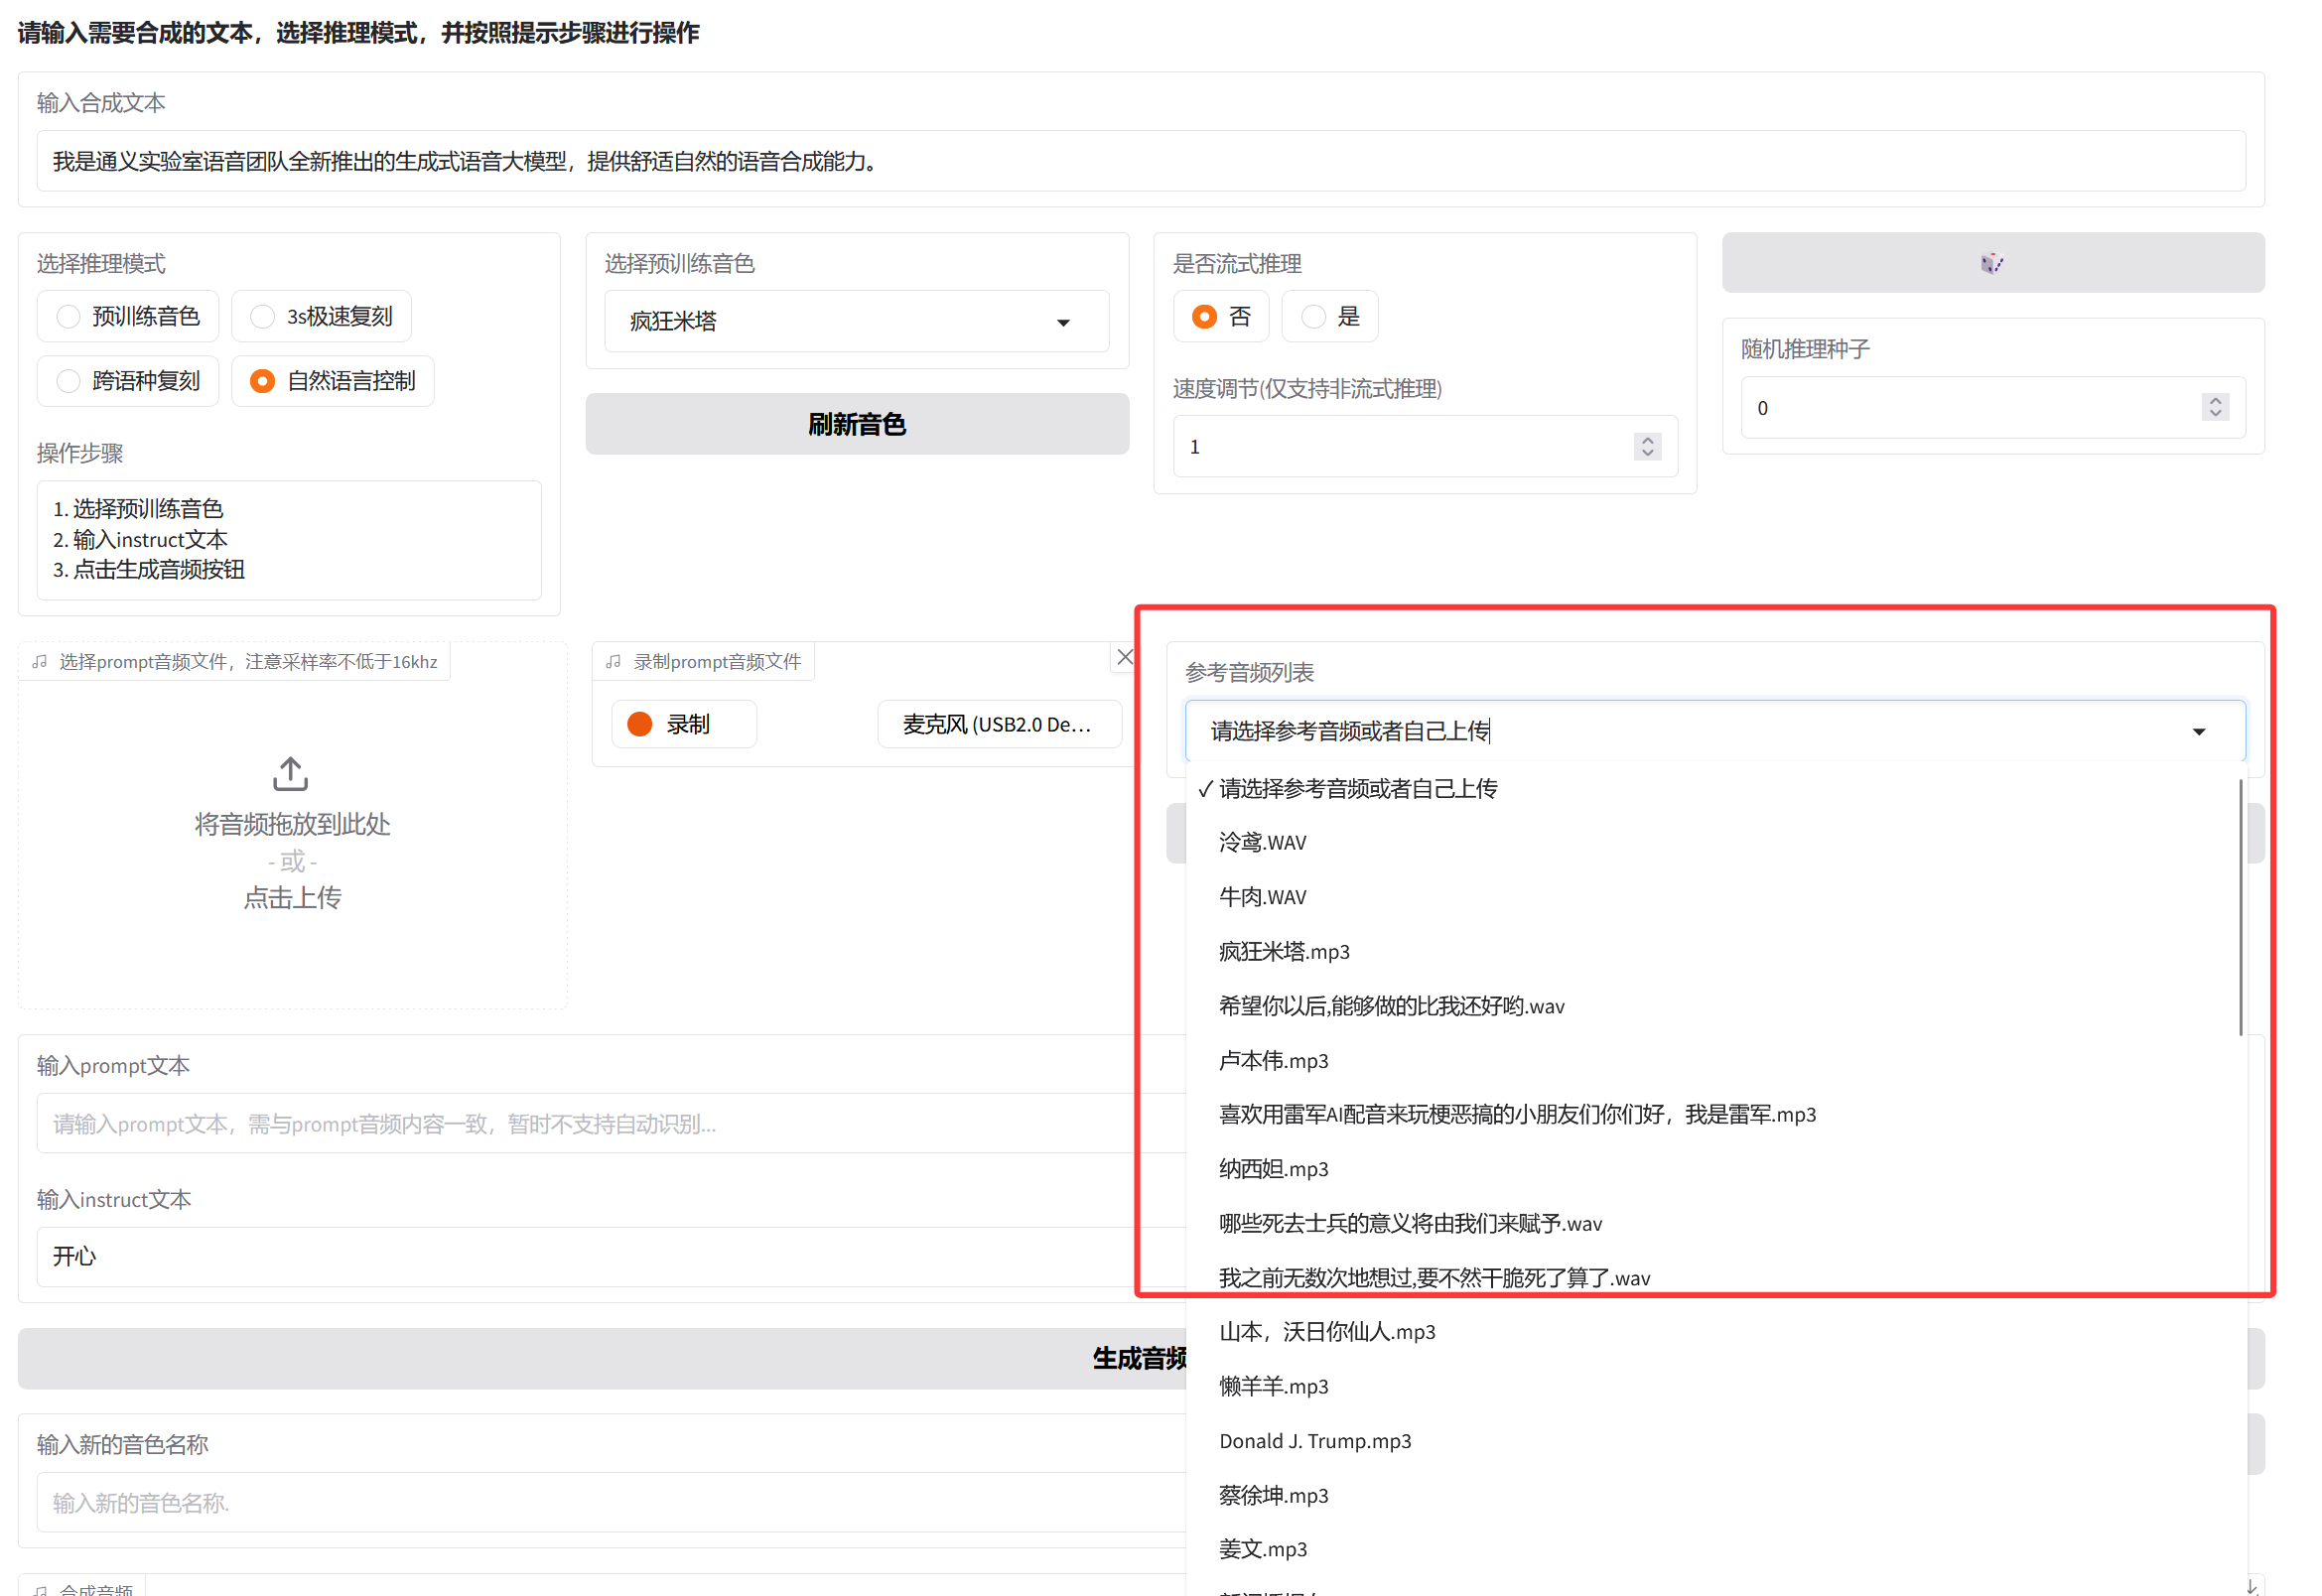 请输入需要合成的文本，选择推理模式，并按照提示步骤进行操作
输入合成文本
我是通义实验室语音团队全新推出的生成式语音大模型，提供舒适自然的语音合成能力。
选择推理模式
预训练音色
3s极速复刻
跨语种复刻
自然语言控制
操作步骤
1. 选择预训练音色
2. 输入instruct文本
3. 点击生成音频按钮
选择预训练音色
疯狂米塔
刷新音色
是否流式推理
否
是
速度调节(仅支持非流式推理)
1
随机推理种子
0
选择prompt音频文件，注意采样率不低于16khz
将音频拖放到此处
- 或 -
点击上传
录制prompt音频文件
录制
麦克风 (USB2.0 De...
参考音频列表
请选择参考音频或者自己上传
✓ 请选择参考音频或者自己上传
泠鸢.WAV
牛肉.WAV
疯狂米塔.mp3
希望你以后,能够做的比我还好哟.wav
卢本伟.mp3
喜欢用雷军AI配音来玩梗恶搞的小朋友们你们好，我是雷军.mp3
纳西妲.mp3
哪些死去士兵的意义将由我们来赋予.wav
我之前无数次地想过,要不然干脆死了算了.wav
山本，沃日你仙人.mp3
懒羊羊.mp3
Donald J. Trump.mp3
蔡徐坤.mp3
姜文.mp3
输入prompt文本
请输入prompt文本，需与prompt音频内容一致，暂时不支持自动识别...
输入instruct文本
开心
生成音频
输入新的音色名称
输入新的音色名称.
合成音频